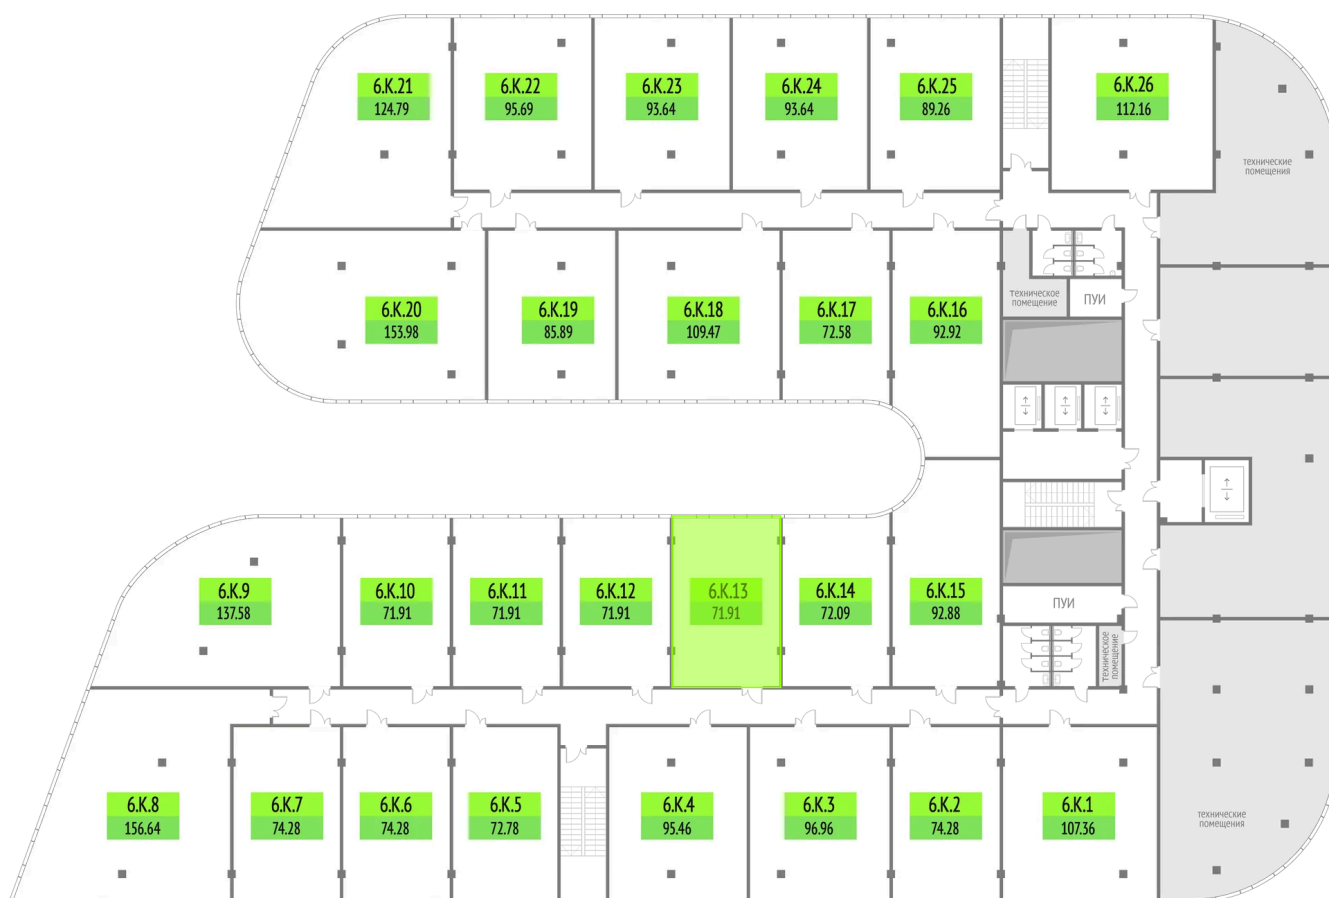 6.К.21
124.79
6.К.22
95.69
6.К.23
93.64
6.К.24
93.64
6.К.25
89.26
6.К.26
112.16
технические
помещения
6.К.20
153.98
6.К.19
85.89
6.К.18
109.47
6.К.17
72.58
6.К.16
92.92
техническое
помещение
ПУИ
6.К.9
137.58
6.К.10
71.91
6.К.11
71.91
6.К.12
71.91
6.К.13
71.91
6.К.14
72.09
6.К.15
92.88
ПУИ
техническое
помещение
6.К.8
156.64
6.К.7
74.28
6.К.6
74.28
6.К.5
72.78
6.К.4
95.46
6.К.3
96.96
6.К.2
74.28
6.К.1
107.36
технические
помещения